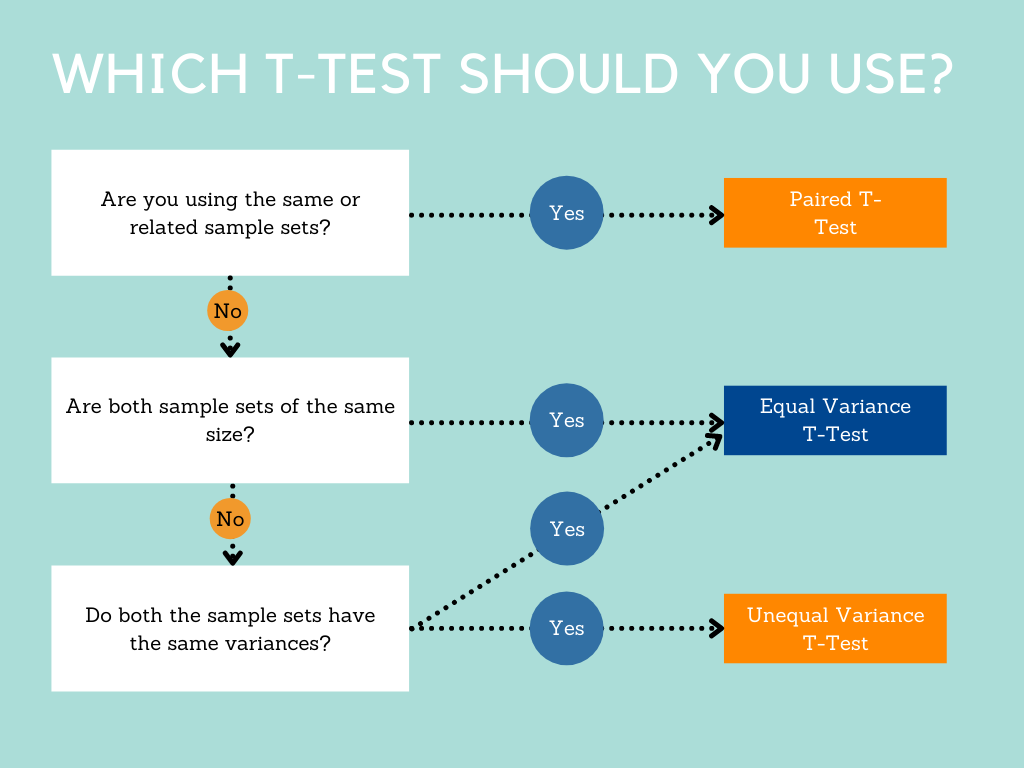 WHICH T-TEST SHOULD YOU USE?
Are you using the same or
related sample sets?
Yes
Paired T-
Test
No
Are both sample sets of the same
size?
Yes
Equal Variance
T-Test
No
Yes
Do both the sample sets have
the same variances?
Yes
Unequal Variance
T-Test